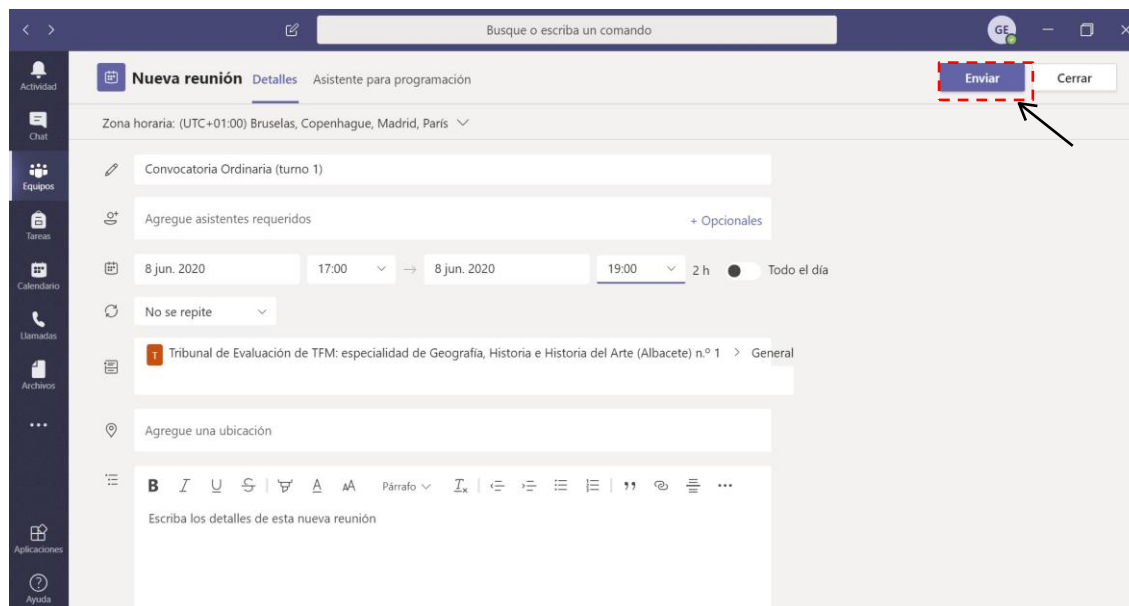 Busque o escriba un comando
GE
Actividad
Chat
Equipos
Tareas
Calendario
Llamadas
Archivos
Aplicaciones
Ayuda
Nueva reunión Detalles Asistente para programación
Enviar Cerrar
Zona horaria: (UTC+01:00) Bruselas, Copenhague, Madrid, París
Convocatoria Ordinaria (turno 1)
Agregue asistentes requeridos + Opcionales
8 jun. 2020 17:00 → 8 jun. 2020 19:00 2 h Todo el día
No se repite
T Tribunal de Evaluación de TFM: especialidad de Geografía, Historia e Historia del Arte (Albacete) n.º 1 > General
Agregue una ubicación
B I U S A AA Párrafo Tx
Escriba los detalles de esta nueva reunión